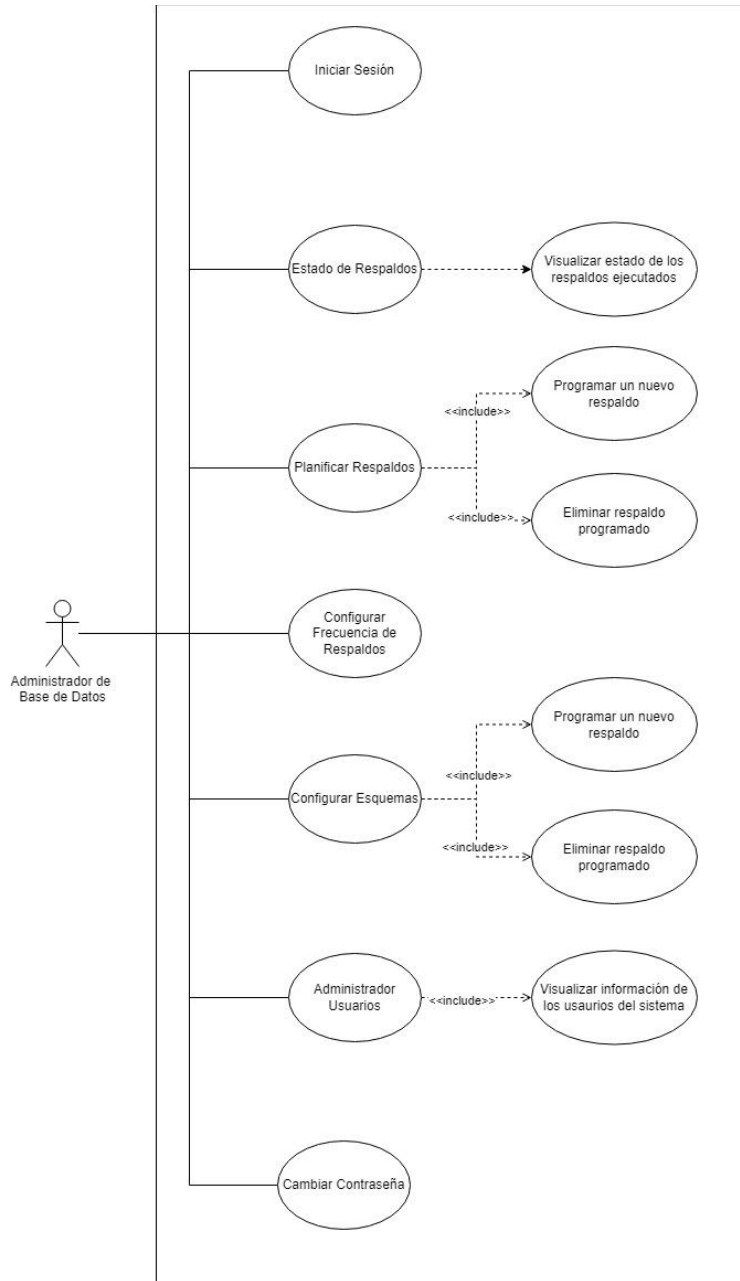 Iniciar Sesión
Estado de Respaldos
Visualizar estado de los
respaldos ejecutados
Programar un nuevo
respaldo
<<include>>
Planificar Respaldos
<<include>>
Eliminar respaldo
programado
Configurar
Frecuencia de
Respaldos
Administrador de
Base de Datos
Programar un nuevo
respaldo
<<include>>
Configurar Esquemas
<<include>>
Eliminar respaldo
programado
Administrador
Usuarios
<<include>>
Visualizar información de
los usaurios del sistema
Cambiar Contraseña